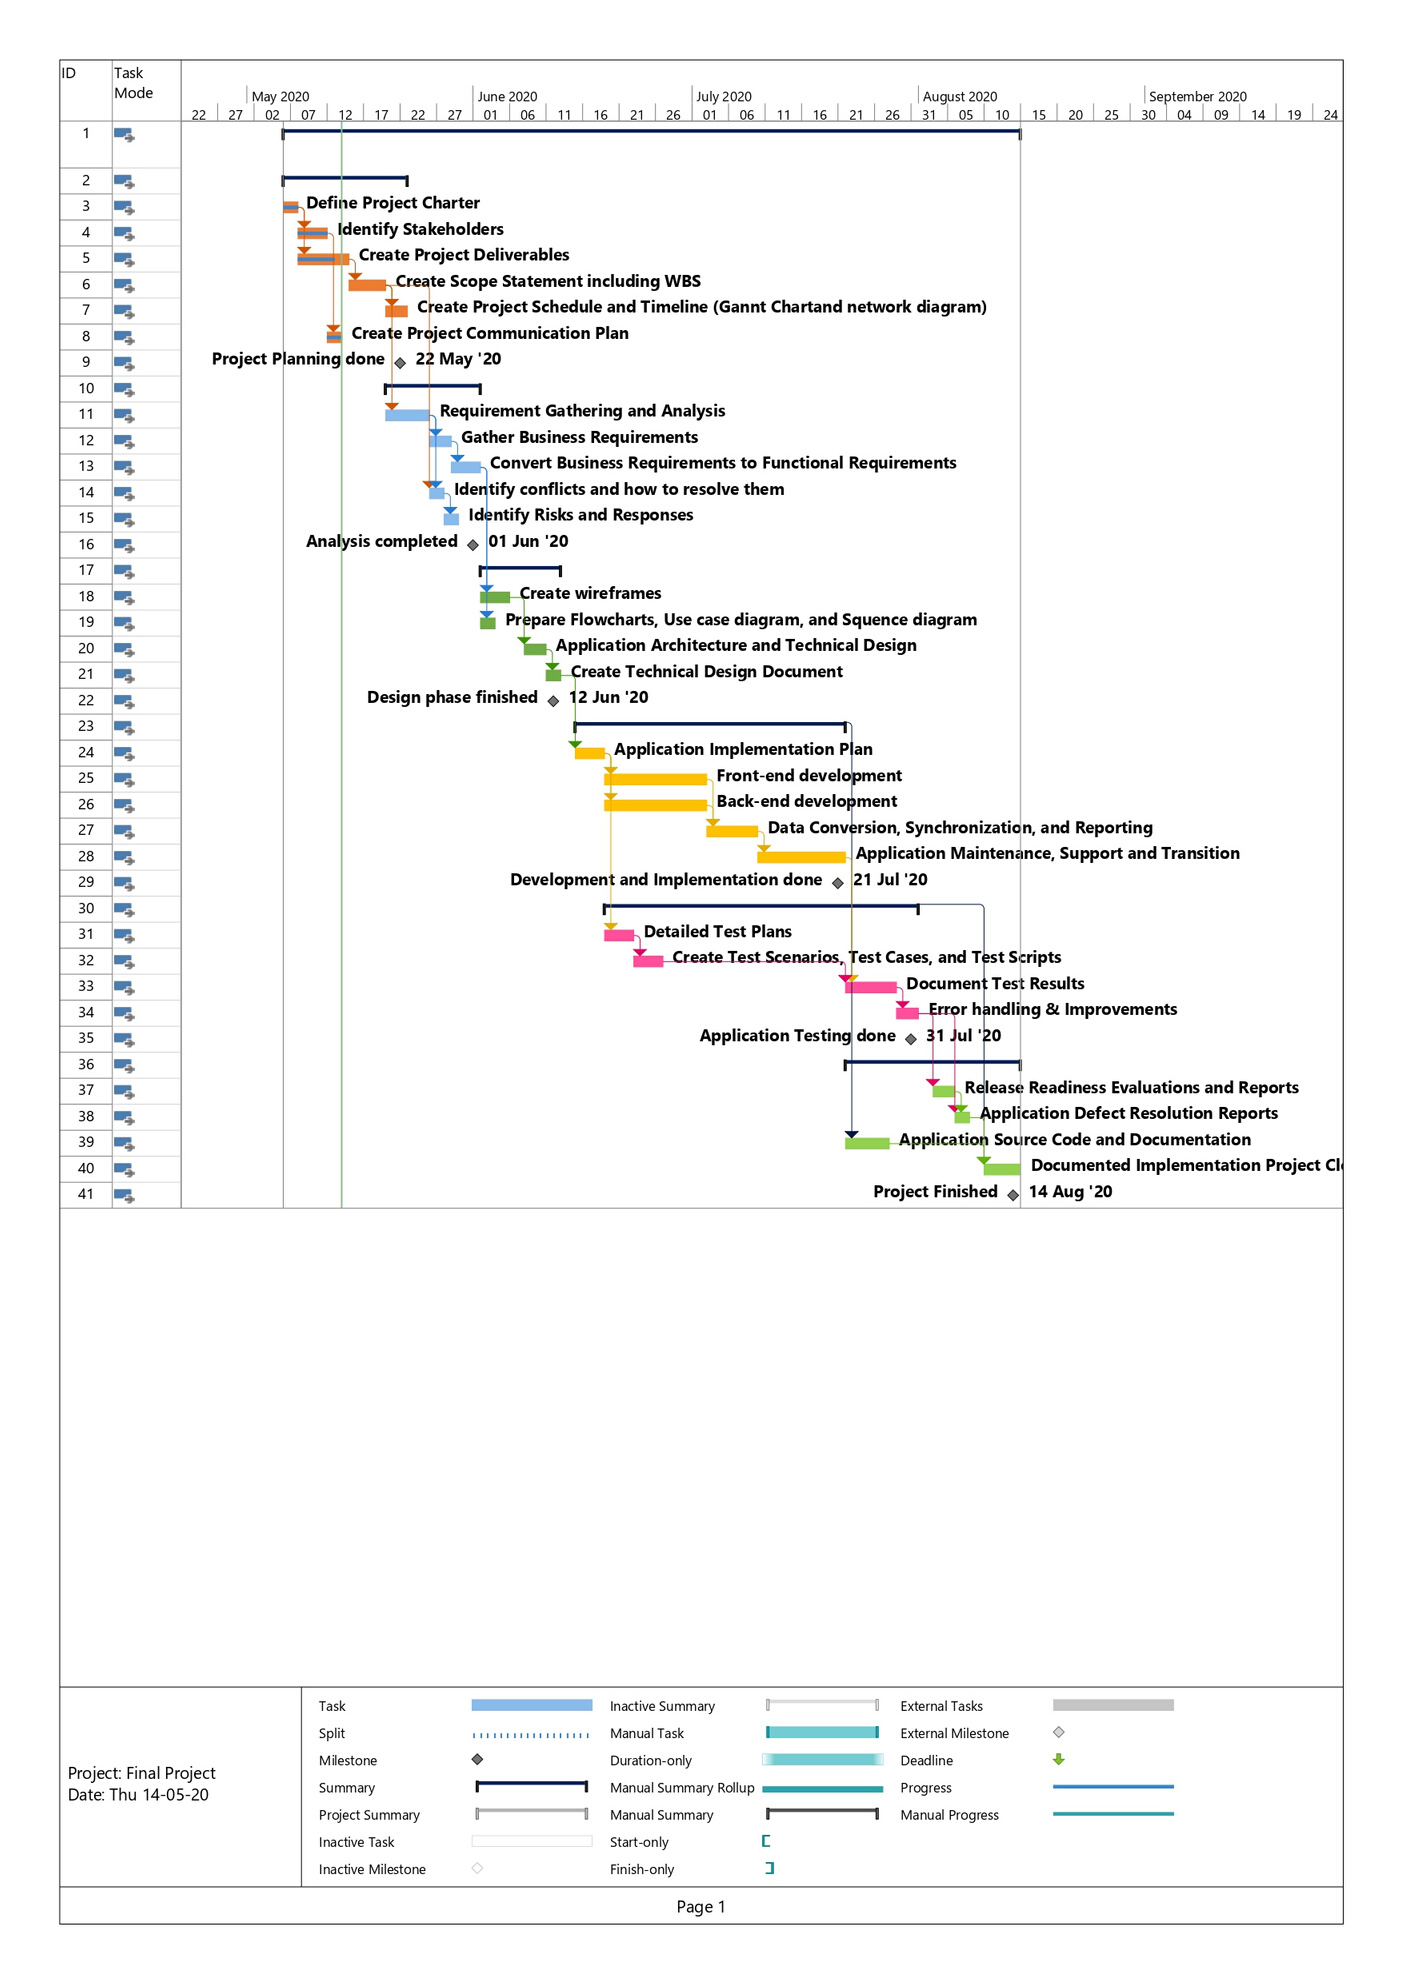 ID
Task
Mode
May 2020 June 2020 July 2020 August 2020 September 2020
22 27 02 07 12 17 22 27 01 06 11 16 21 26 01 06 11 16 21 26 31 05 10 15 20 25 30 04 09 14 19 24
1
2
3 Define Project Charter
4 Identify Stakeholders
5 Create Project Deliverables
6 Create Scope Statement including WBS
7 Create Project Schedule and Timeline (Gannt Chartand network diagram)
8 Create Project Communication Plan
9 Project Planning done 22 May '20
10
11 Requirement Gathering and Analysis
12 Gather Business Requirements
13 Convert Business Requirements to Functional Requirements
14 Identify conflicts and how to resolve them
15 Identify Risks and Responses
16 Analysis completed 01 Jun '20
17
18 Create wireframes
19 Prepare Flowcharts, Use case diagram, and Squence diagram
20 Application Architecture and Technical Design
21 Create Technical Design Document
22 Design phase finished 12 Jun '20
23
24 Application Implementation Plan
25 Front-end development
26 Back-end development
27 Data Conversion, Synchronization, and Reporting
28 Application Maintenance, Support and Transition
29 Development and Implementation done 21 Jul '20
30
31 Detailed Test Plans
32 Create Test Scenarios, Test Cases, and Test Scripts
33 Document Test Results
34 Error handling & Improvements
35 Application Testing done 31 Jul '20
36
37 Release Readiness Evaluations and Reports
38 Application Defect Resolution Reports
39 Application Source Code and Documentation
40 Documented Implementation Project
41 Project Finished 14 Aug '20
Project: Final Project
Date: Thu 14-05-20
Task Inactive Summary External Tasks
Split Manual Task External Milestone
Milestone Duration-only Deadline
Summary Manual Summary Rollup Progress
Project Summary Manual Summary Manual Progress
Inactive Task Start-only
Inactive Milestone Finish-only
Page 1